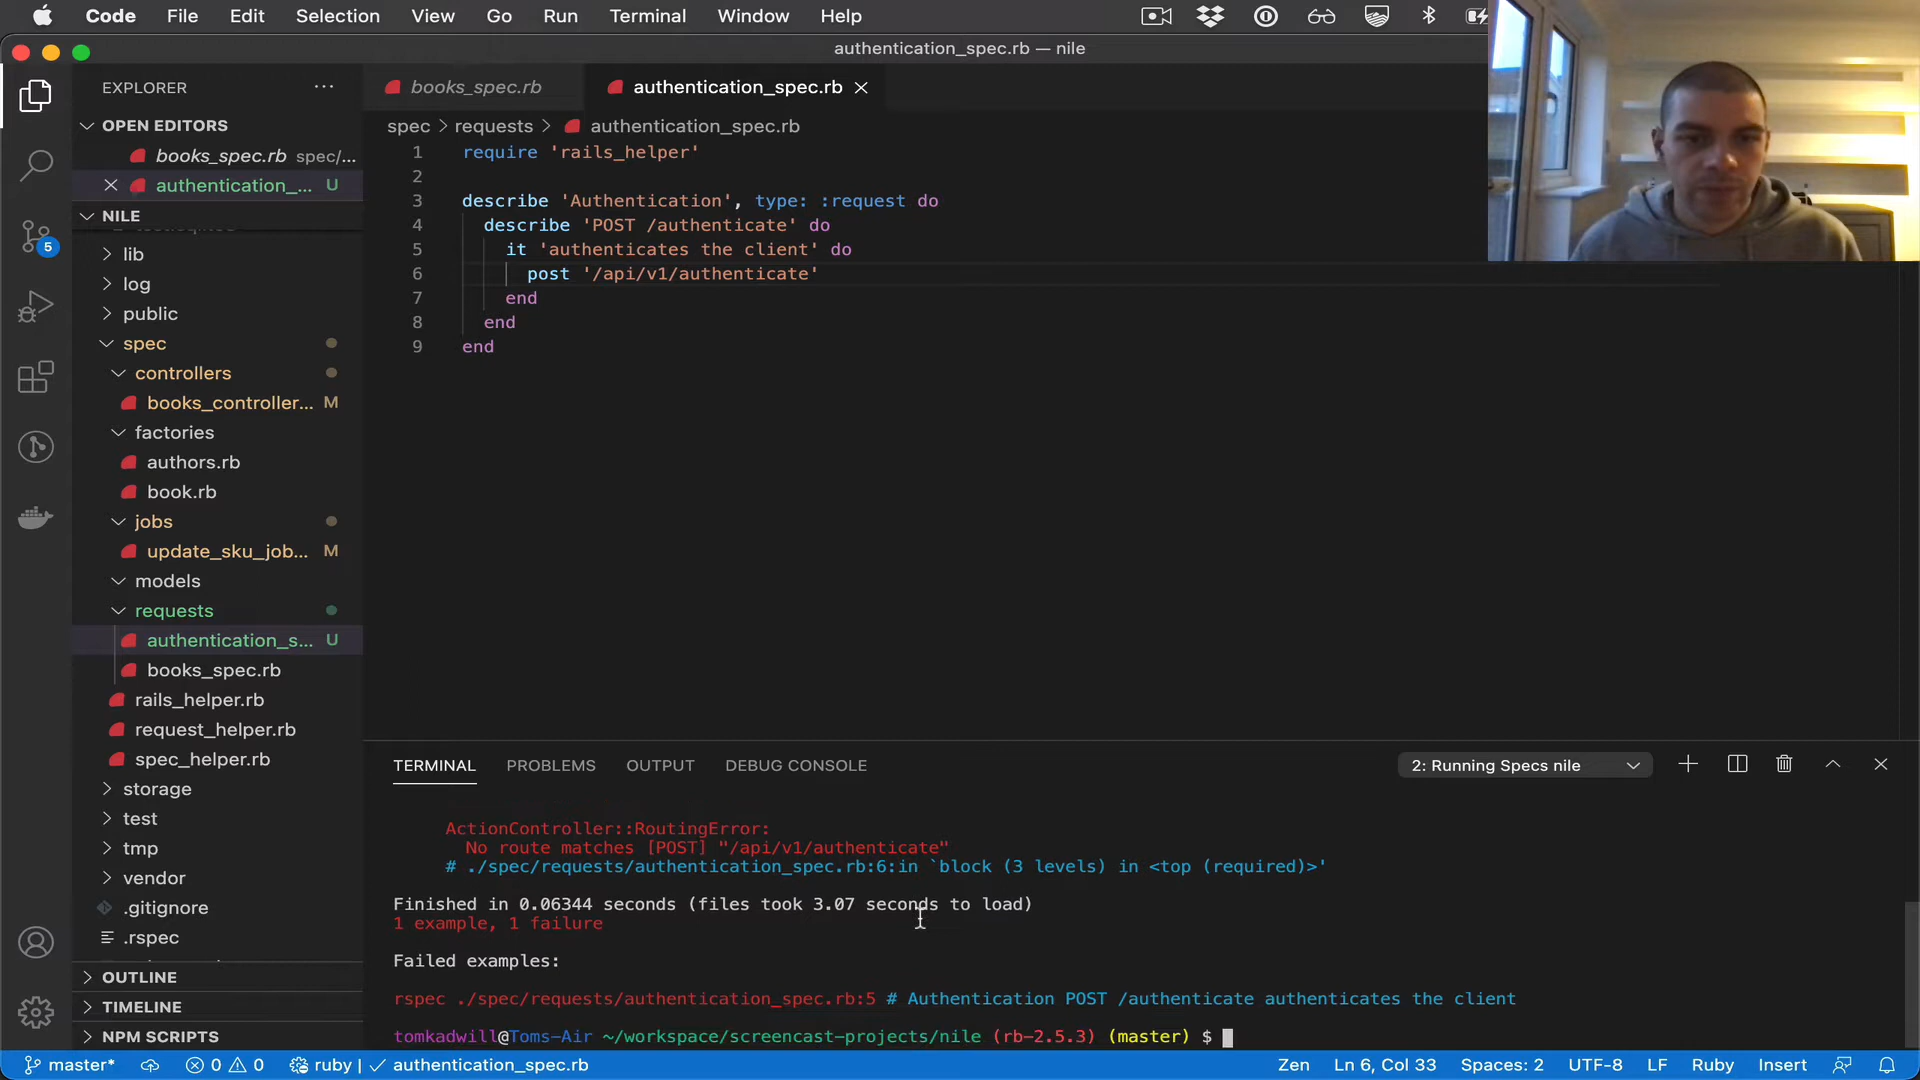 Code File Edit Selection View Go Run Terminal Window Help
authentication_spec.rb — nile
EXPLORER
books_spec.rb authentication_spec.rb
OPEN EDITORS
spec > requests > authentication_spec.rb
books_spec.rb spec/...
authentication_... U
NILE
1 require 'rails_helper'
2
3 describe 'Authentication', type: :request do
4 describe 'POST /authenticate' do
5 it 'authenticates the client' do
6 post '/api/v1/authenticate'
7 end
8 end
9 end
lib
log
public
spec
controllers
books_controller... M
factories
authors.rb
book.rb
jobs
update_sku_job... M
models
requests
authentication_s... U
books_spec.rb
rails_helper.rb
request_helper.rb
spec_helper.rb
storage
test
tmp
vendor
.gitignore
.rspec
OUTLINE
TIMELINE
NPM SCRIPTS
5
TERMINAL PROBLEMS OUTPUT DEBUG CONSOLE 2: Running Specs nile
ActionController::RoutingError:
No route matches [POST] "/api/v1/authenticate"
# ./spec/requests/authentication_spec.rb:6:in `block (3 levels) in <top (required)>'
Finished in 0.06344 seconds (files took 3.07 seconds to load)
1 example, 1 failure
Failed examples:
rspec ./spec/requests/authentication_spec.rb:5 # Authentication POST /authenticate authenticates the client
tomkadwill@Toms-Air ~/workspace/screencast-projects/nile (rb-2.5.3) (master) $
master* 0 0 ruby | ✓ authentication_spec.rb Zen Ln 6, Col 33 Spaces: 2 UTF-8 LF Ruby Insert